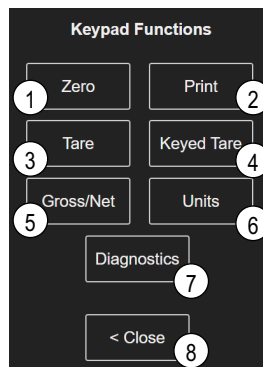 Keypad Functions
Zero Print
1 2
Tare Keyed Tare
3 4
Gross/Net Units
5 6
Diagnostics
7
< Close
8